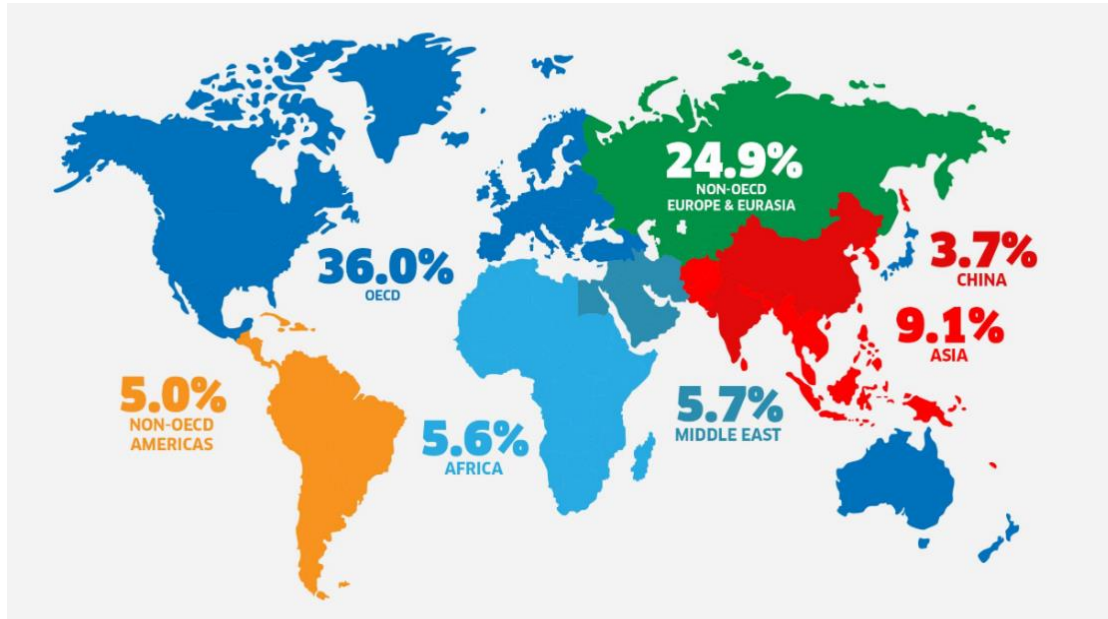 24.9%
NON-OECD
EUROPE & EURASIA
36.0%
OECD
3.7%
CHINA
9.1%
ASIA
5.0%
NON-OECD
AMERICAS
5.6%
AFRICA
5.7%
MIDDLE EAST